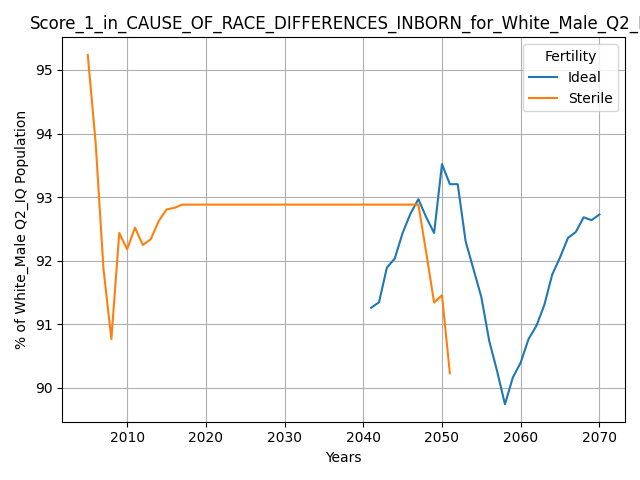 Score_1_in_CAUSE_OF_RACE_DIFFERENCES_INBORN_for_White_Male_Q2_
Fertility
Ideal
Sterile
% of White_Male Q2_IQ Population
95
94
93
92
91
90
2010
2020
2030
2040
2050
2060
2070
Years